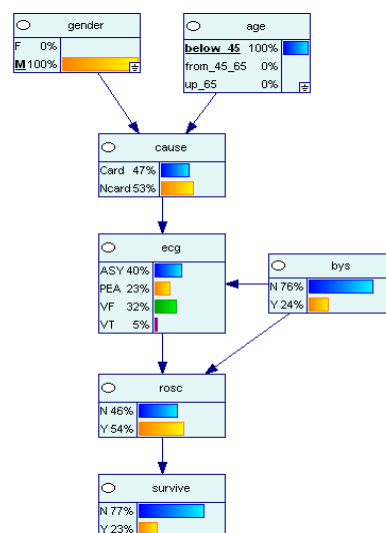 gender
F 0%
M 100%
age
below_45 100%
from_45_65 0%
up_65 0%
cause
Card 47%
Ncard 53%
ecg
ASY 40%
PEA 23%
VF 32%
VT 5%
bys
N 76%
Y 24%
rosc
N 46%
Y 54%
survive
N 77%
Y 23%